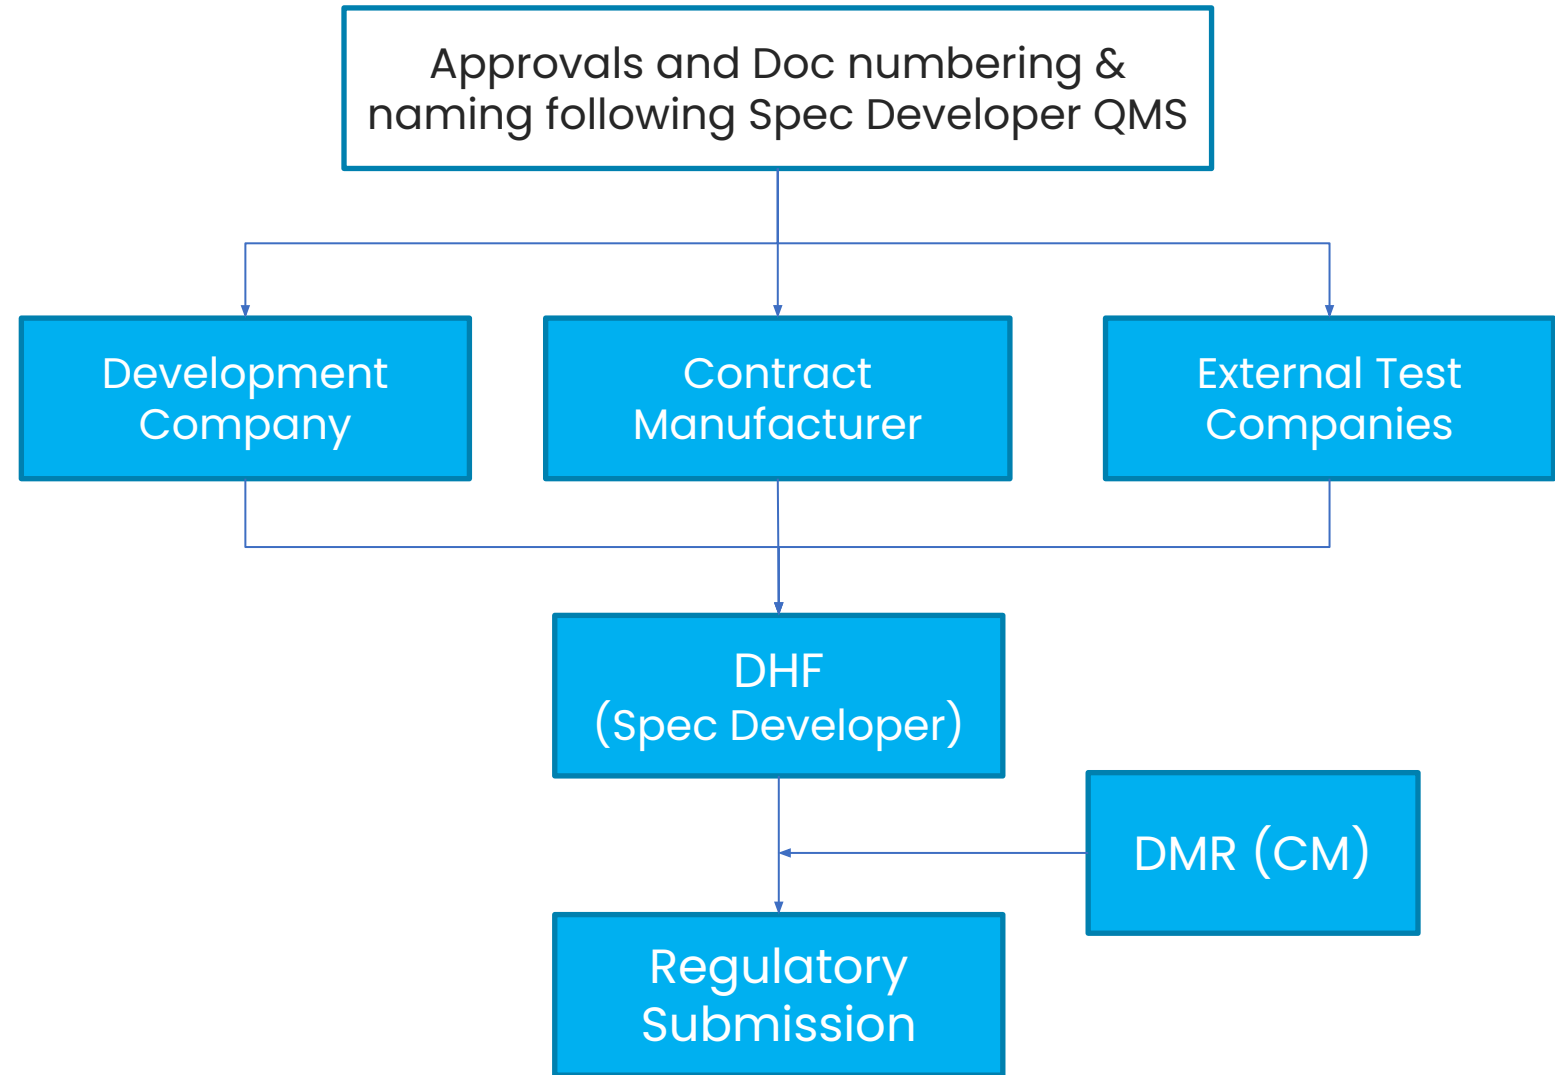 Approvals and Doc numbering &
naming following Spec Developer QMS
Development
Company
Contract
Manufacturer
External Test
Companies
DHF
(Spec Developer)
DMR (CM)
Regulatory
Submission